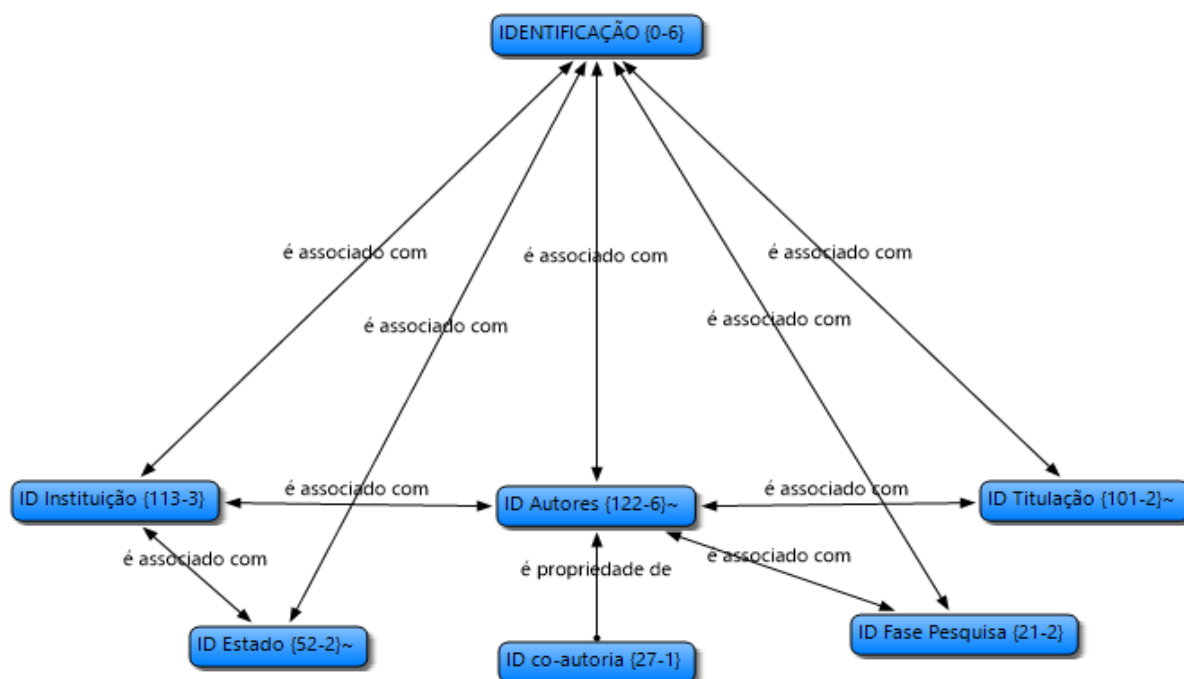 IDENTIFICAÇÃO {0-6}
é associado com
é associado com
é associado com
é associado com
é associado com
ID Instituição {113-3}
é associado com
ID Autores {122-6}~
é associado com
ID Titulação {101-2}~
é associado com
é propriedade de
é associado com
ID Estado {52-2}~
ID co-autoria {27-1}
ID Fase Pesquisa {21-2}